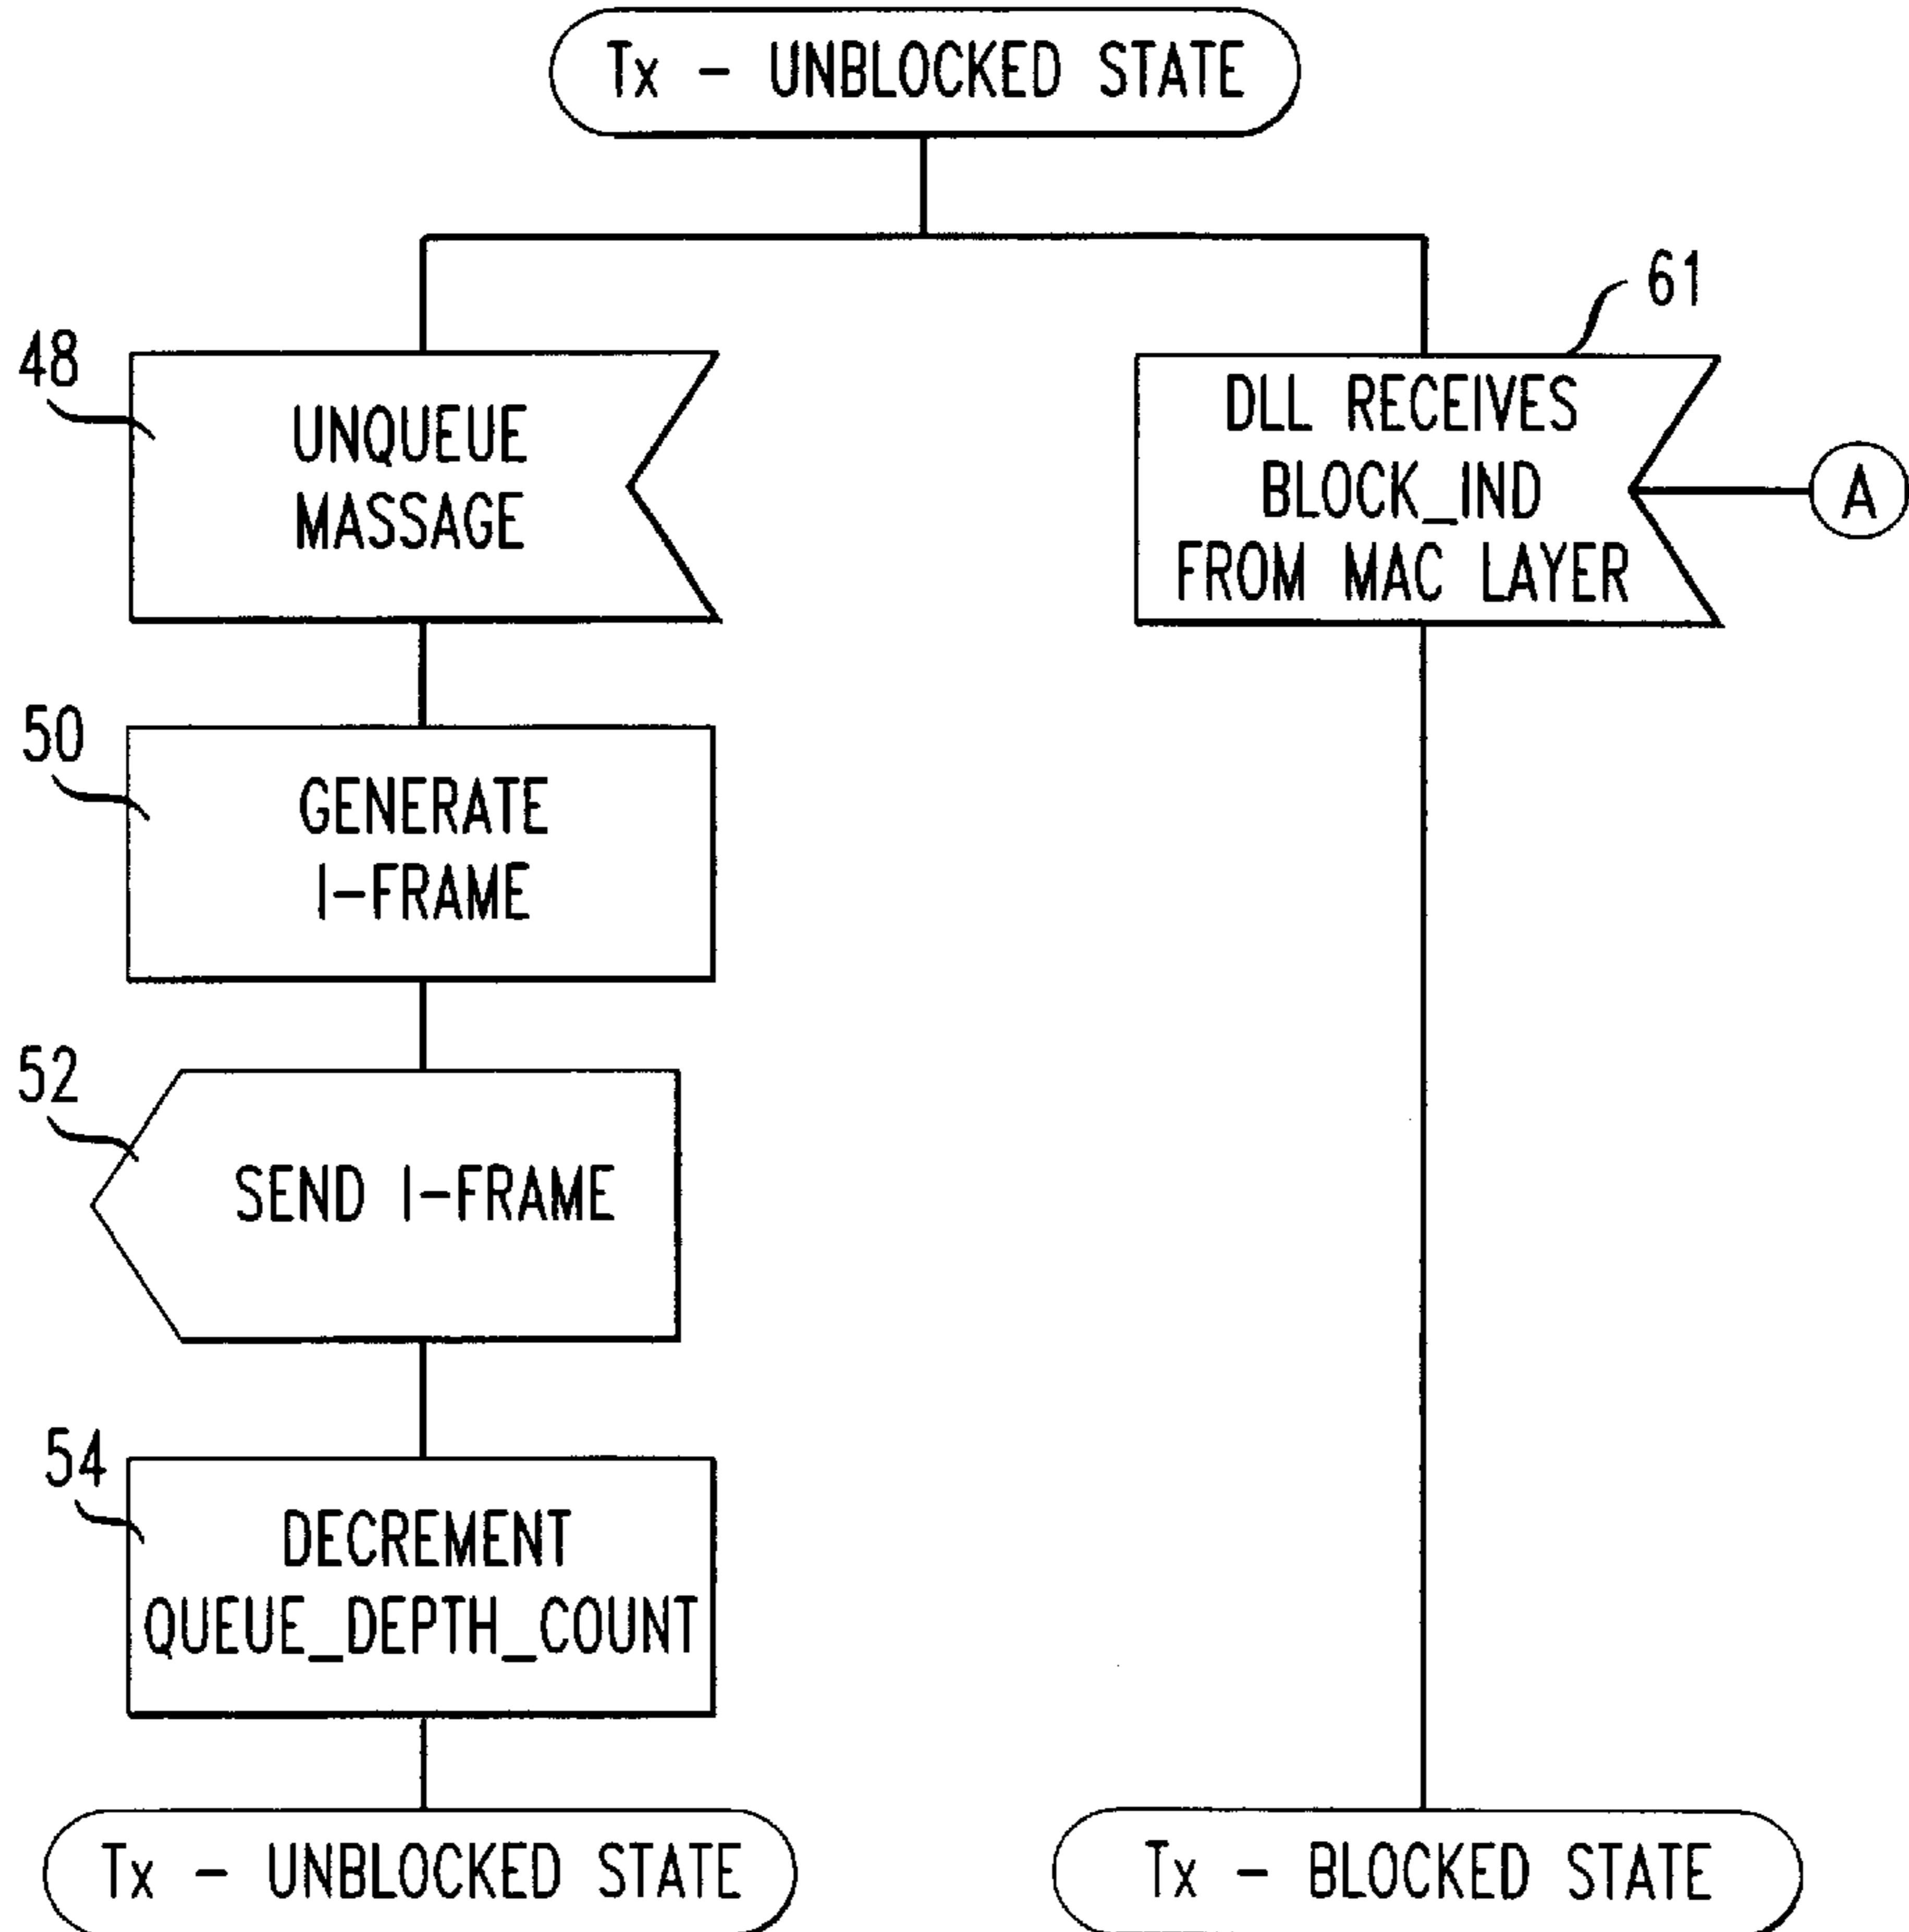 Tx - UNBLOCKED STATE
48
UNQUEUE
MASSAGE
50
GENERATE
I-FRAME
52
SEND I-FRAME
54
DECREMENT
QUEUE_DEPTH_COUNT
Tx - UNBLOCKED STATE
61
DLL RECEIVES
BLOCK_IND
FROM MAC LAYER
A
Tx - BLOCKED STATE